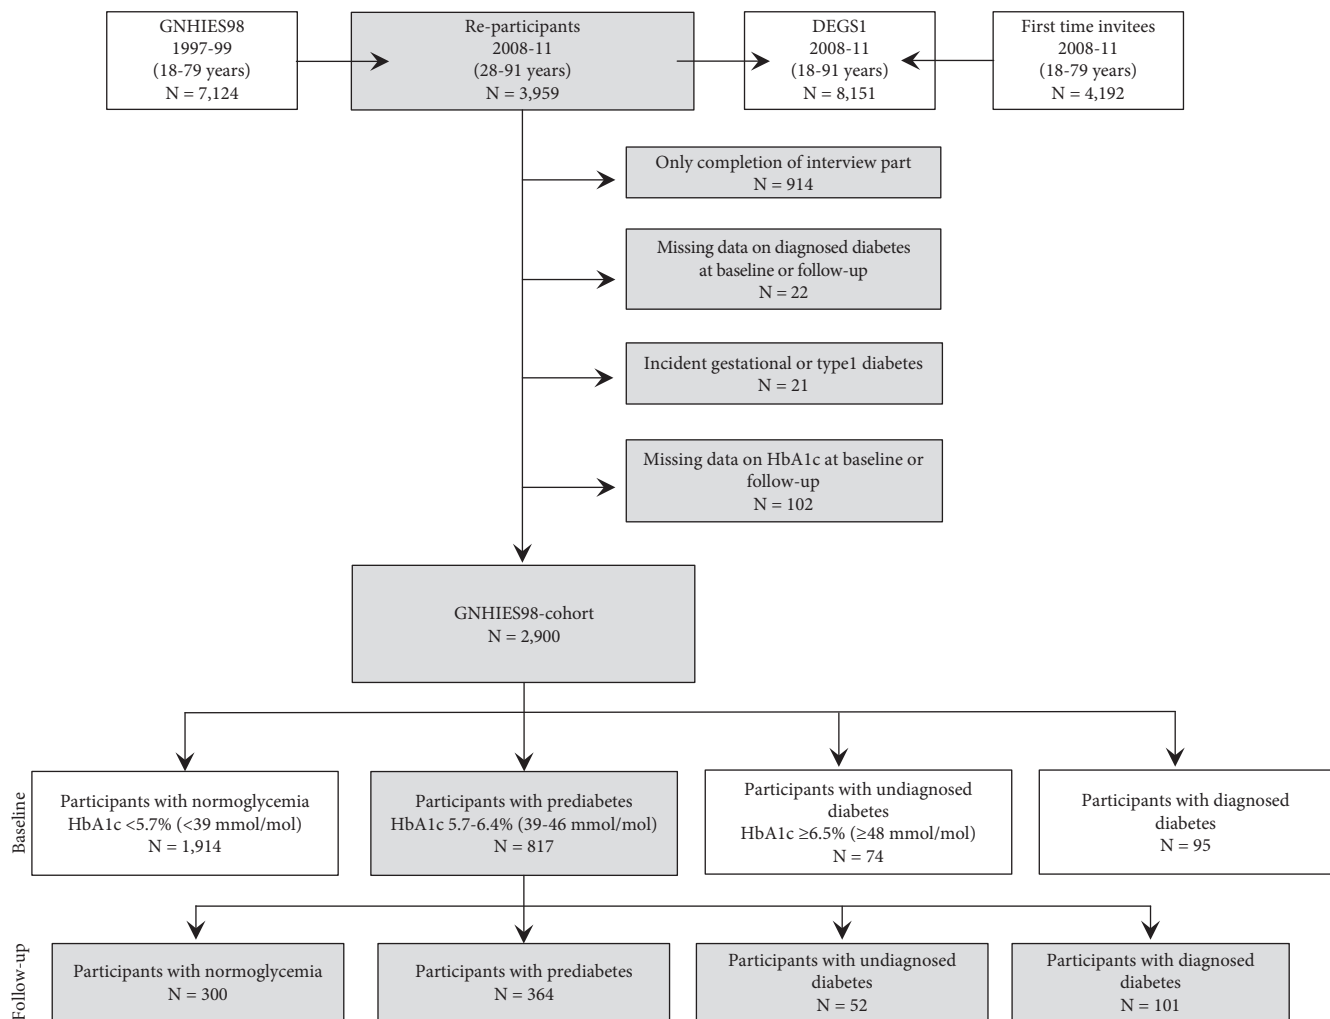 GNHIES98
1997-99
(18-79 years)
N = 7,124
Re-participants
2008-11
(28-91 years)
N = 3,959
DEGS1
2008-11
(18-91 years)
N = 8,151
First time invitees
2008-11
(18-79 years)
N = 4,192
Only completion of interview part
N = 914
Missing data on diagnosed diabetes
at baseline or follow-up
N = 22
Incident gestational or type1 diabetes
N = 21
Missing data on HbA1c at baseline or
follow-up
N = 102
GNHIES98-cohort
N = 2,900
Baseline
Participants with normoglycemia
HbA1c <5.7% (<39 mmol/mol)
N = 1,914
Participants with prediabetes
HbA1c 5.7-6.4% (39-46 mmol/mol)
N = 817
Participants with undiagnosed
diabetes
HbA1c ≥6.5% (≥48 mmol/mol)
N = 74
Participants with diagnosed
diabetes
N = 95
Follow-up
Participants with normoglycemia
N = 300
Participants with prediabetes
N = 364
Participants with undiagnosed
diabetes
N = 52
Participants with diagnosed
diabetes
N = 101